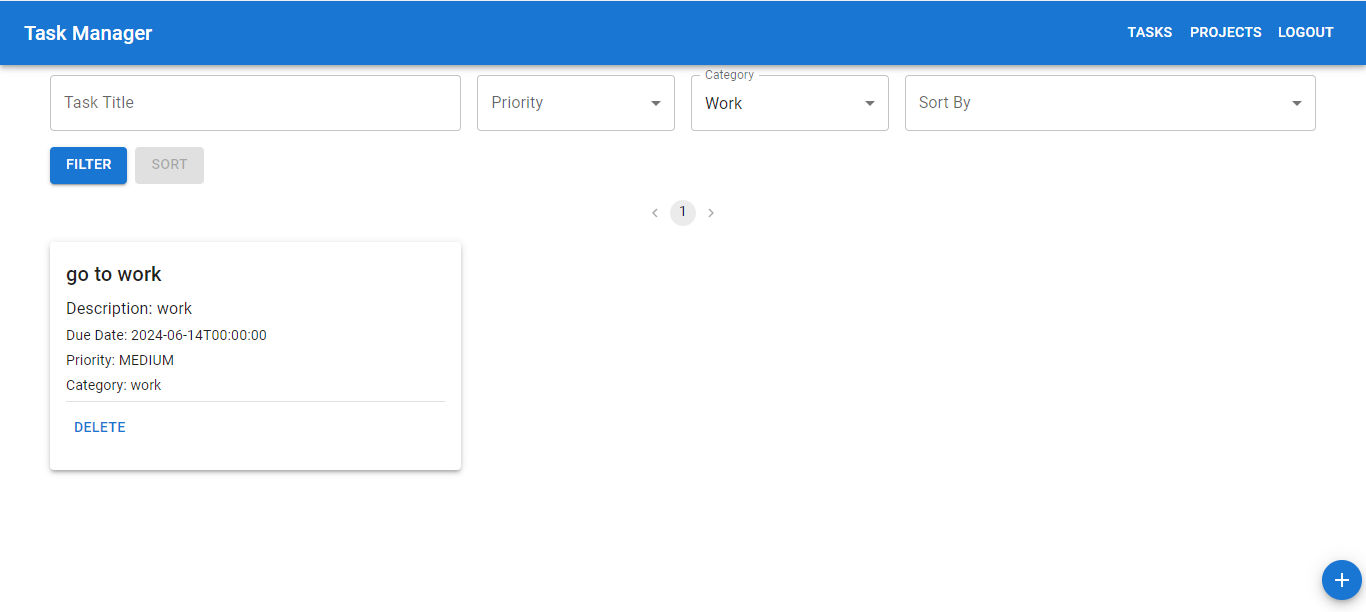 Task Manager
TASKS PROJECTS LOGOUT
Task Title
Priority
Category
Work
Sort By
FILTER SORT
1
go to work
Description: work
Due Date: 2024-06-14T00:00:00
Priority: MEDIUM
Category: work
DELETE